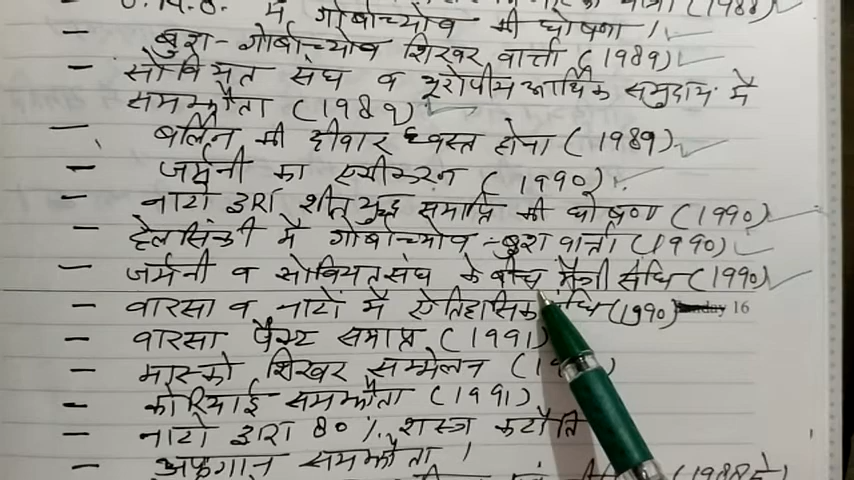 में गोर्बाच्योव की घोषणा ।
- बुश-गोर्बाच्योव शिखर वार्ता (1989)
- सोवियत संघ व यूरोपीय आर्थिक समुदाय में
समझौता (1989)
- बर्लिन की दीवार ध्वस्त होना (1989)
- जर्मनी का एकीकरण (1990)
- नाटो द्वारा शीतयुद्ध समाप्ति की घोषणा (1990)
- हेलसिंकी में गोर्बाच्योव-बुश वार्ता (1990)
- जर्मनी व सोवियतसंघ के बीच मैत्री संधि (1990)
- वारसा व नाटो में ऐतिहासिक संधि (1990) 16
- वारसा पैक्ट समाप्त (1991)
- मास्को शिखर सम्मेलन
- कोरियाई समझौता (1991)
- नाटो द्वारा 80% शस्त्र कटौति
- अफगान समझौता ।